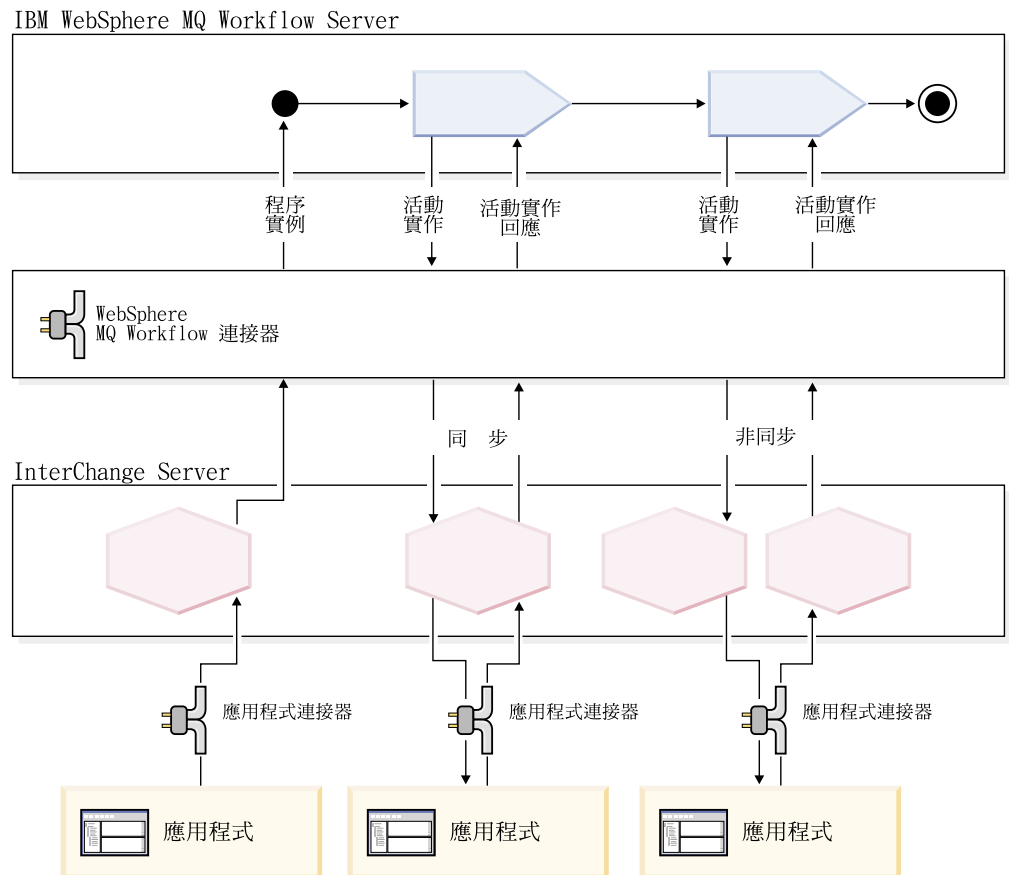 IBM WebSphere MQ Workflow Server
程序
實例
活動
實作
活動實作
回應
活動
實作
活動實作
回應
WebSphere
MQ Workflow 連接器
同 步
非同步
InterChange Server
應用程式連接器
應用程式連接器
應用程式連接器
應用程式
應用程式
應用程式